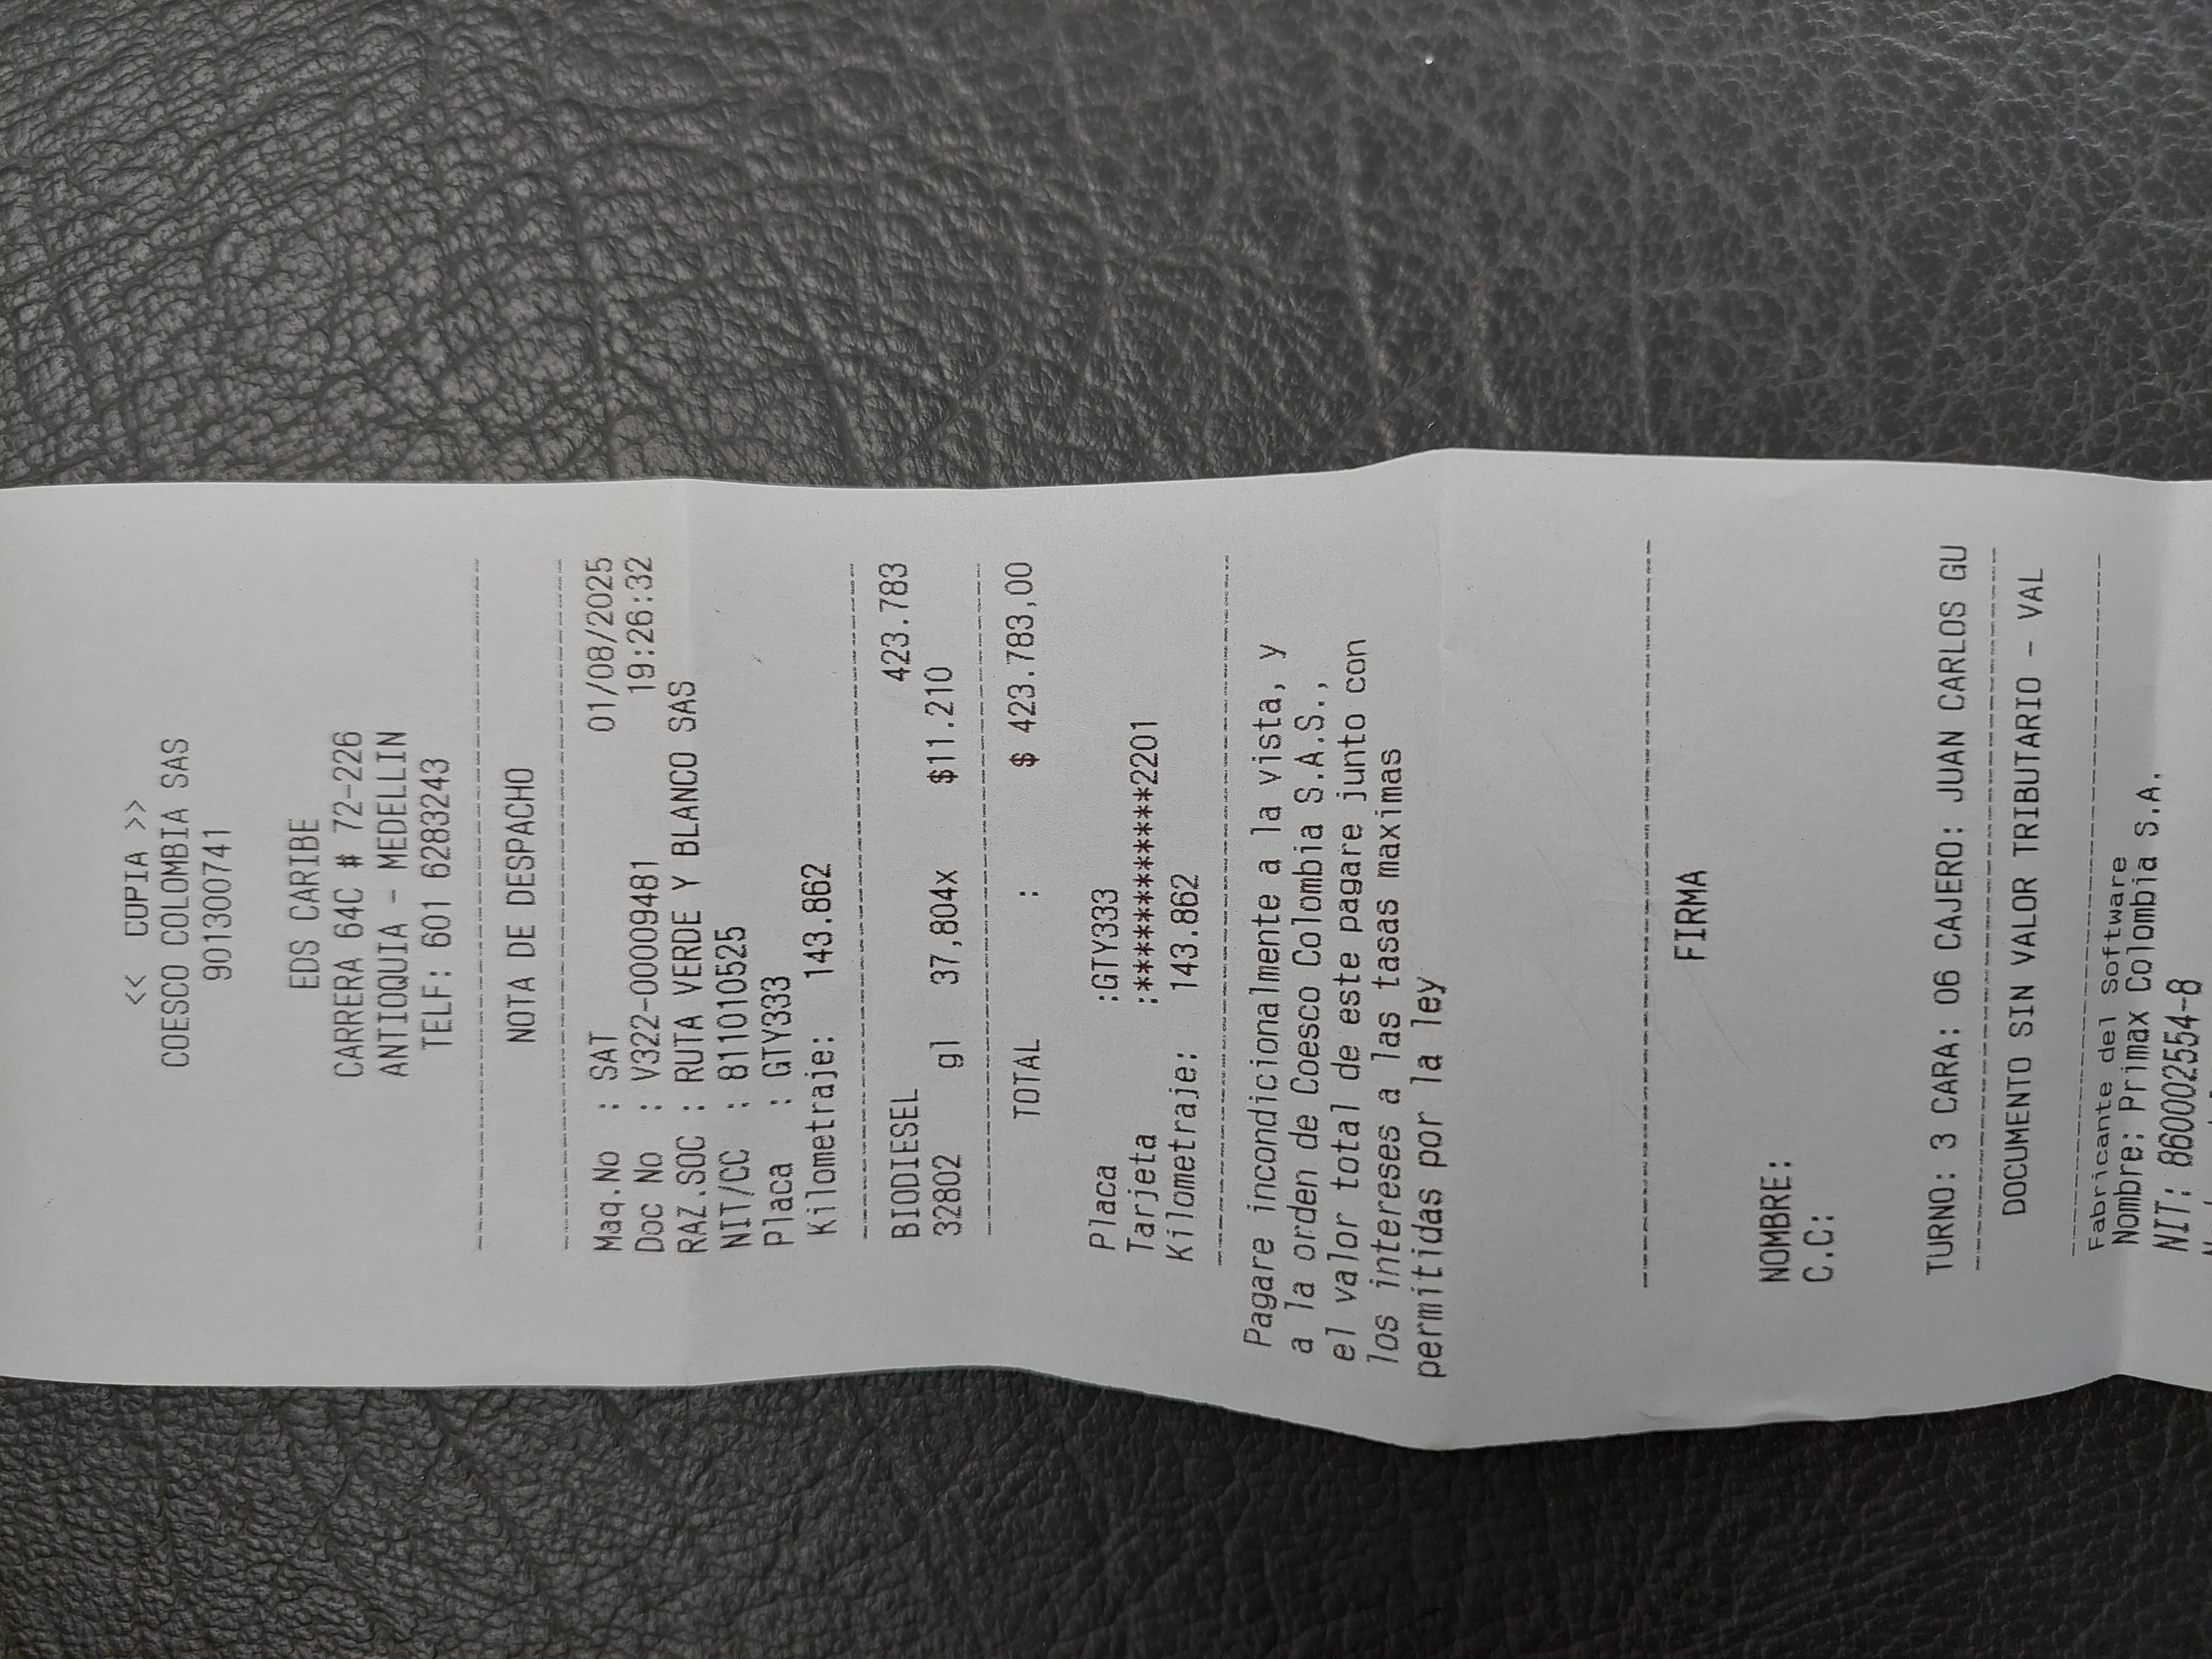 << COPIA >>
COESCO COLOMBIA SAS
901300741
EDS CARIBE
CARRERA 64C # 72-226
ANTIOQUIA - MEDELLIN
TELF: 601 6283243
NOTA DE DESPACHO
Maq.No : SAT 01/08/2025
Doc No : V322-00009481 19:26:32
RAZ.SOC : RUTA VERDE Y BLANCO SAS
NIT/CC : 811010525
Placa : GTY333
Kilometraje: 143.862
BIODIESEL 423.783
32802 gl 37,804x $11.210
TOTAL : $ 423.783,00
Placa :GTY333
Tarjeta :************2201
Kilometraje: 143.862
Pagare incondicionalmente a la vista, y
a la orden de Coesco Colombia S.A.S.,
el valor total de este pagare junto con
los intereses a las tasas maximas
permitidas por la ley
FIRMA
NOMBRE:
C.C:
TURNO: 3 CARA: 06 CAJERO: JUAN CARLOS GU
DOCUMENTO SIN VALOR TRIBUTARIO - VAL
Fabricante del Software
Nombre: Primax Colombia S.A.
NIT: 860002554-8